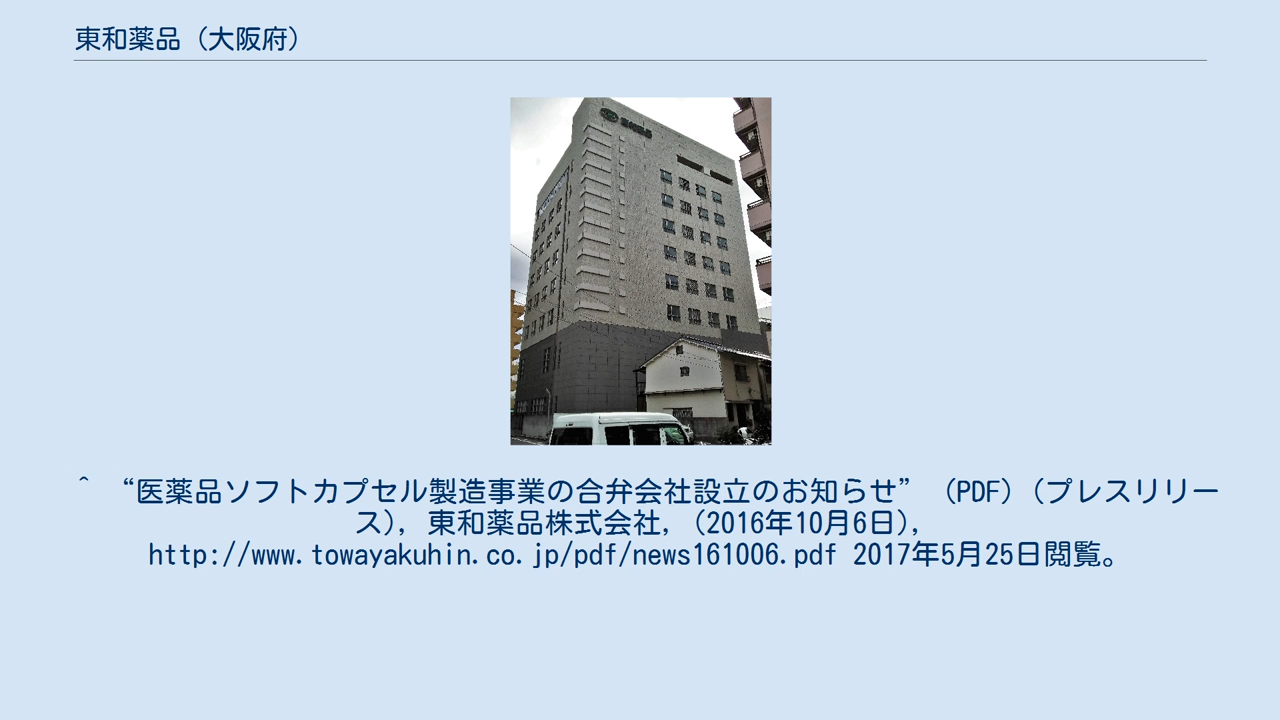 東和薬品（大阪府）
東和薬品
^ “医薬品ソフトカプセル製造事業の合弁会社設立のお知らせ” (PDF) (プレスリリー
ス), 東和薬品株式会社, (2016年10月6日),
http://www.towayakuhin.co.jp/pdf/news161006.pdf 2017年5月25日閲覧。